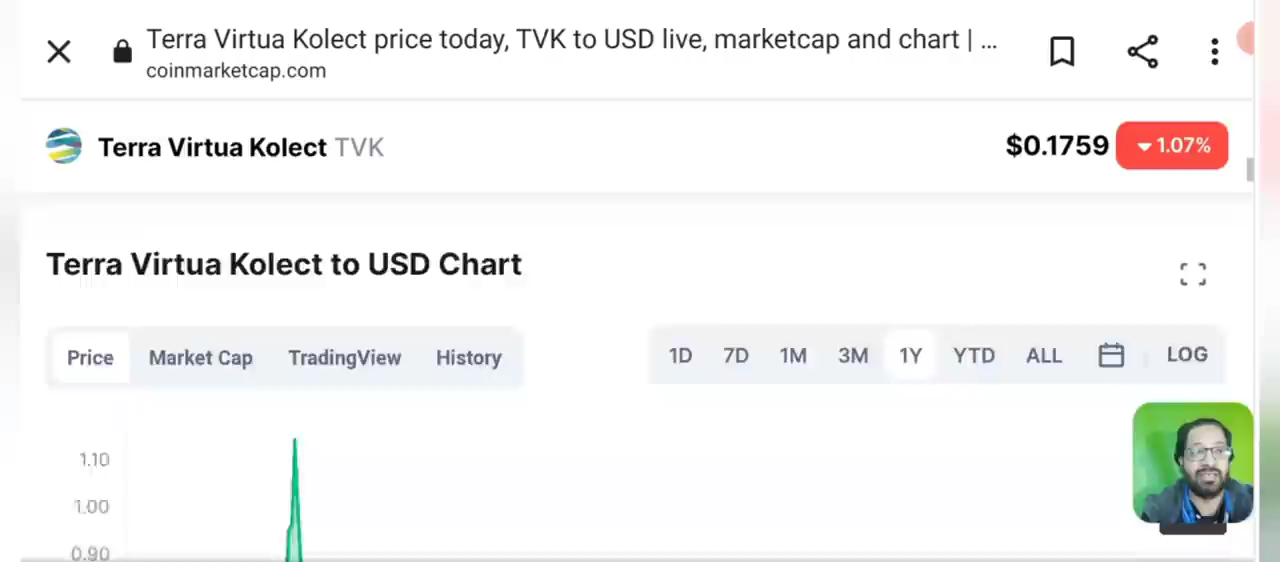 Terra Virtua Kolect price today, TVK to USD live, marketcap and chart | ...
coinmarketcap.com
Terra Virtua Kolect TVK
$0.1759 1.07%
Terra Virtua Kolect to USD Chart
Price Market Cap TradingView History
1D 7D 1M 3M 1Y YTD ALL LOG
1.10
1.00
0.90